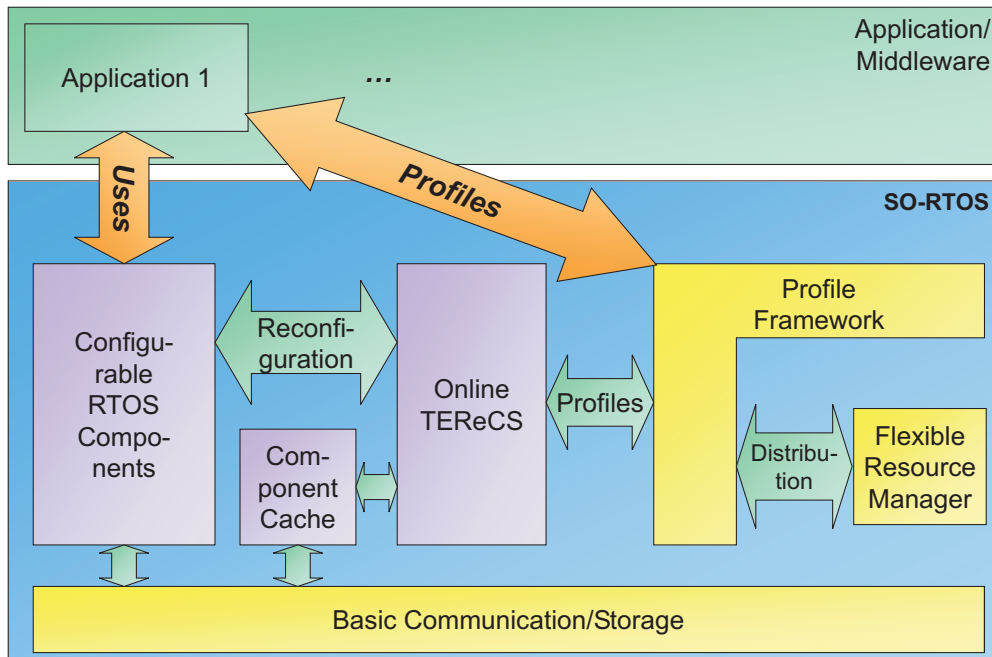 Application/
Middleware
Application 1
...
Uses
Profiles
SO-RTOS
Configu-
rable
RTOS
Compo-
nents
Reconfi-
guration
Online
TEReCS
Com-
ponent
Cache
Profiles
Profile
Framework
Distribu-
tion
Flexible
Resource
Manager
Basic Communication/Storage